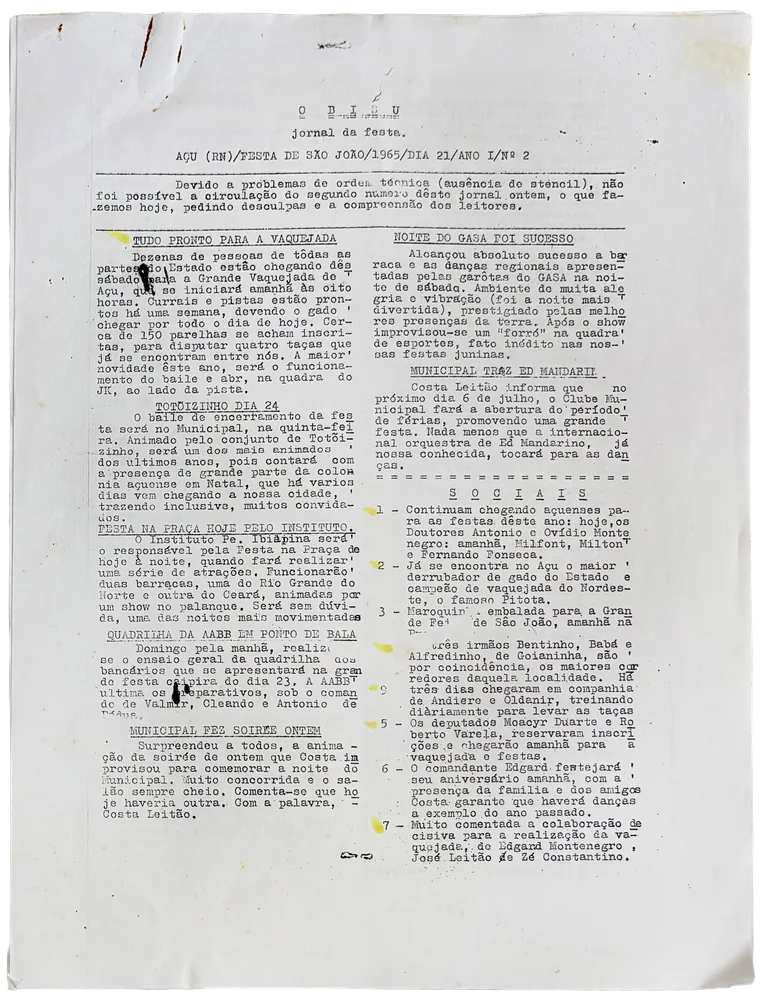 O B I S U
jornal da festa.
AÇU (RN)/FESTA DE SÃO JOÃO/1965/DIA 21/ANO I/Nº 2
Devido a problemas de ordem técnica (ausência de stencil), não
foi possível a circulação do segundo numero dêste jornal ontem, o que fa-
zemos hoje, pedindo desculpas e a compreensão dos leitores.
TUDO PRONTO PARA A VAQUEJADA
Dezenas de pessoas de tôdas as
partes do Estado estão chegando dês
sábado para a Grande Vaquejada de '
Açu, que se iniciará amanhã às oito
horas. Currais e pistas estão pron-
tos há uma semana, devendo o gado '
chegar por todo o dia de hoje. Cer-
ca de 150 parelhas se acham inscri-
tas, para disputar quatro taças que
já se encontram entre nós. A maior'
novidade êste ano, será o funciona-
mento do baile e abr, na quadra do
JK, ao lado da pista.
TOTÕIZINHO DIA 24
O baile de encerramento da fes
ta será no Municipal, na quinta-fei
ra. Animado pelo conjunto de Totõi-
zinho, será um dos mais animados '
dos ultimos anos, pois contará com
a presença de grande parte da colon
nia açuense em Natal, que há varios
dias vem chegando a nossa cidade, '
trazendo inclusive, muitos convida-
dos.
FESTA NA PRAÇA HOJE PELO INSTITUTO.
O Instituto Pe. Ibiapina será'
o responsável pela Festa na Praça de
hoje à noite, quando fará realizar'
uma série de atrações. Funcionarão'
duas barracas, uma do Rio Grande do
Norte e outra do Ceará, animadas por
um show no palanque. Será sem dúvi-
da, uma das noites mais movimentadas
QUADRILHA DA AABB EM PONTO DE BALA
Domingo pela manhã,
se o ensaio geral da quadrilha aos
bancários que se apresentará na gran
de festa caipira do dia 23. A AABB'
ultima os preparativos, sob o coman
do de Valmir, Cleando e Antonio de
MUNICIPAL FEZ SOIRÉE ONTEM
Surpreendeu a todos, a anima -
ção da soirée de ontem que Costa im
provisou para comemorar a noite do
Municipal. Muito concorrida e o sa-
lão sempre cheio. Comenta-se que ho
je haveria outra. Com a palavra, -
Costa Leitão.
NOITE DO GASA FOI SUCESSO
Alcançou absoluto sucesso a bar
raca e as danças regionais apresen-
tadas pelas garôtas do GASA na noi-
te de sábado. Ambiente de muita ale
gria e vibração (foi a noite mais '
divertida), prestigiado pelas melho
res presenças da terra. Após o show
improvisou-se um "forró" na quadra'
de esportes, fato inédito nas nos-'
sas festas juninas.
MUNICIPAL TRAZ ED MANDARIN
Costa Leitão informa que no
próximo dia 6 de julho, o Clube Mu-
nicipal fará a abertura do período'
de férias, promovendo uma grande '
festa. Nada menos que a internacio-
nal orquestra de Ed Mandarino, já
nossa conhecida, tocará para as dan
ças.
= = = = = = = = = = = = = = = = = =
S O C I A I S
1 - Continuam chegando açuenses pa-
ra as festas dêste ano: hoje,os
Doutores Antonio e Ovídio Monte
negro: amanhã, Milfont, Milton'
e Fernando Fonseca.
2 - Já se encontra no Açu o maior '
derrubador de gado do Estado e
campeão de vaquejada do Nordes-
te, o famoso Pitota.
3 - embalada para a Gran
de de São João, amanhã na
três irmãos Bentinho, Babá e
Alfredinho, de Goianinha, são '
por coincidência, os maiores cor
redores daquela localidade. Há
três dias chegaram em companhia
de Andiere e Oldanir, treinando
diàriamente para levar as taças
5 - Os deputados Moacyr Duarte e Ro
berto Varela, reservaram inscri
ções e chegarão amanhã para a
vaquejada e festas.
6 - O comandante Edgard festejará '
seu aniversário amanhã, com a '
presença da familia e dos amigos
Costa garante que haverá danças
a exemplo do ano passado.
7 - Muito comentada a colaboração de
cisiva para a realização da va-
quejada, de Edgard Montenegro ,
José Leitão de Zé Constantino.